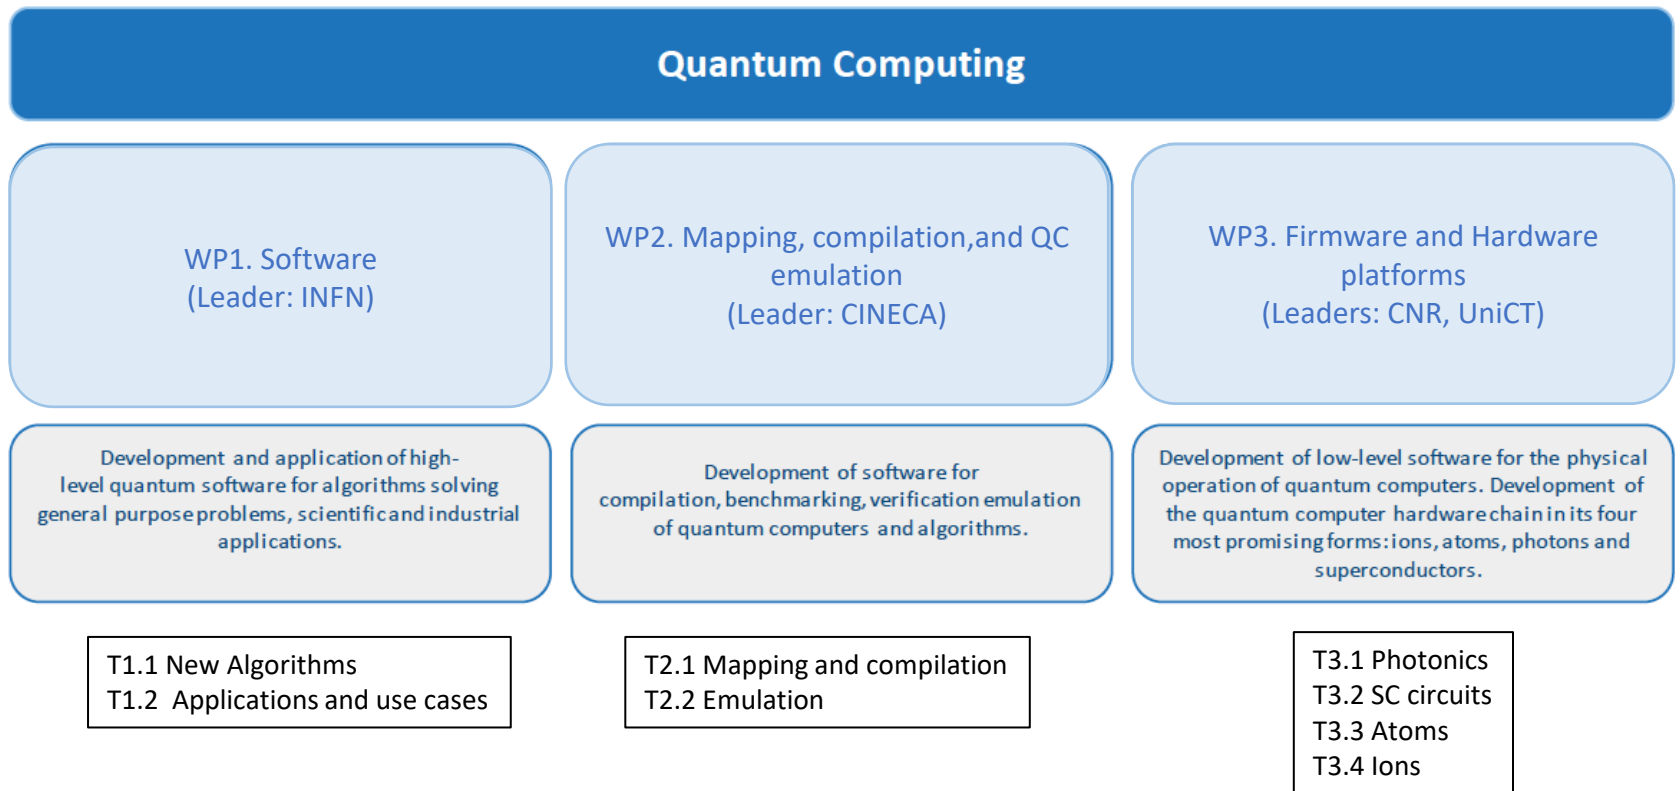 Quantum Computing
WP1. Software
(Leader: INFN)
WP2. Mapping, compilation,and QC
emulation
(Leader: CINECA)
WP3. Firmware and Hardware
platforms
(Leaders: CNR, UniCT)
Development and application of high-
level quantum software for algorithms solving
general purpose problems, scientific and industrial
applications.
Development of software for
compilation, benchmarking, verification emulation
of quantum computers and algorithms.
Development of low-level software for the physical
operation of quantum computers. Development of
the quantum computer hardware chain in its four
most promising forms: ions, atoms, photons and
superconductors.
T1.1 New Algorithms
T1.2 Applications and use cases
T2.1 Mapping and compilation
T2.2 Emulation
T3.1 Photonics
T3.2 SC circuits
T3.3 Atoms
T3.4 Ions